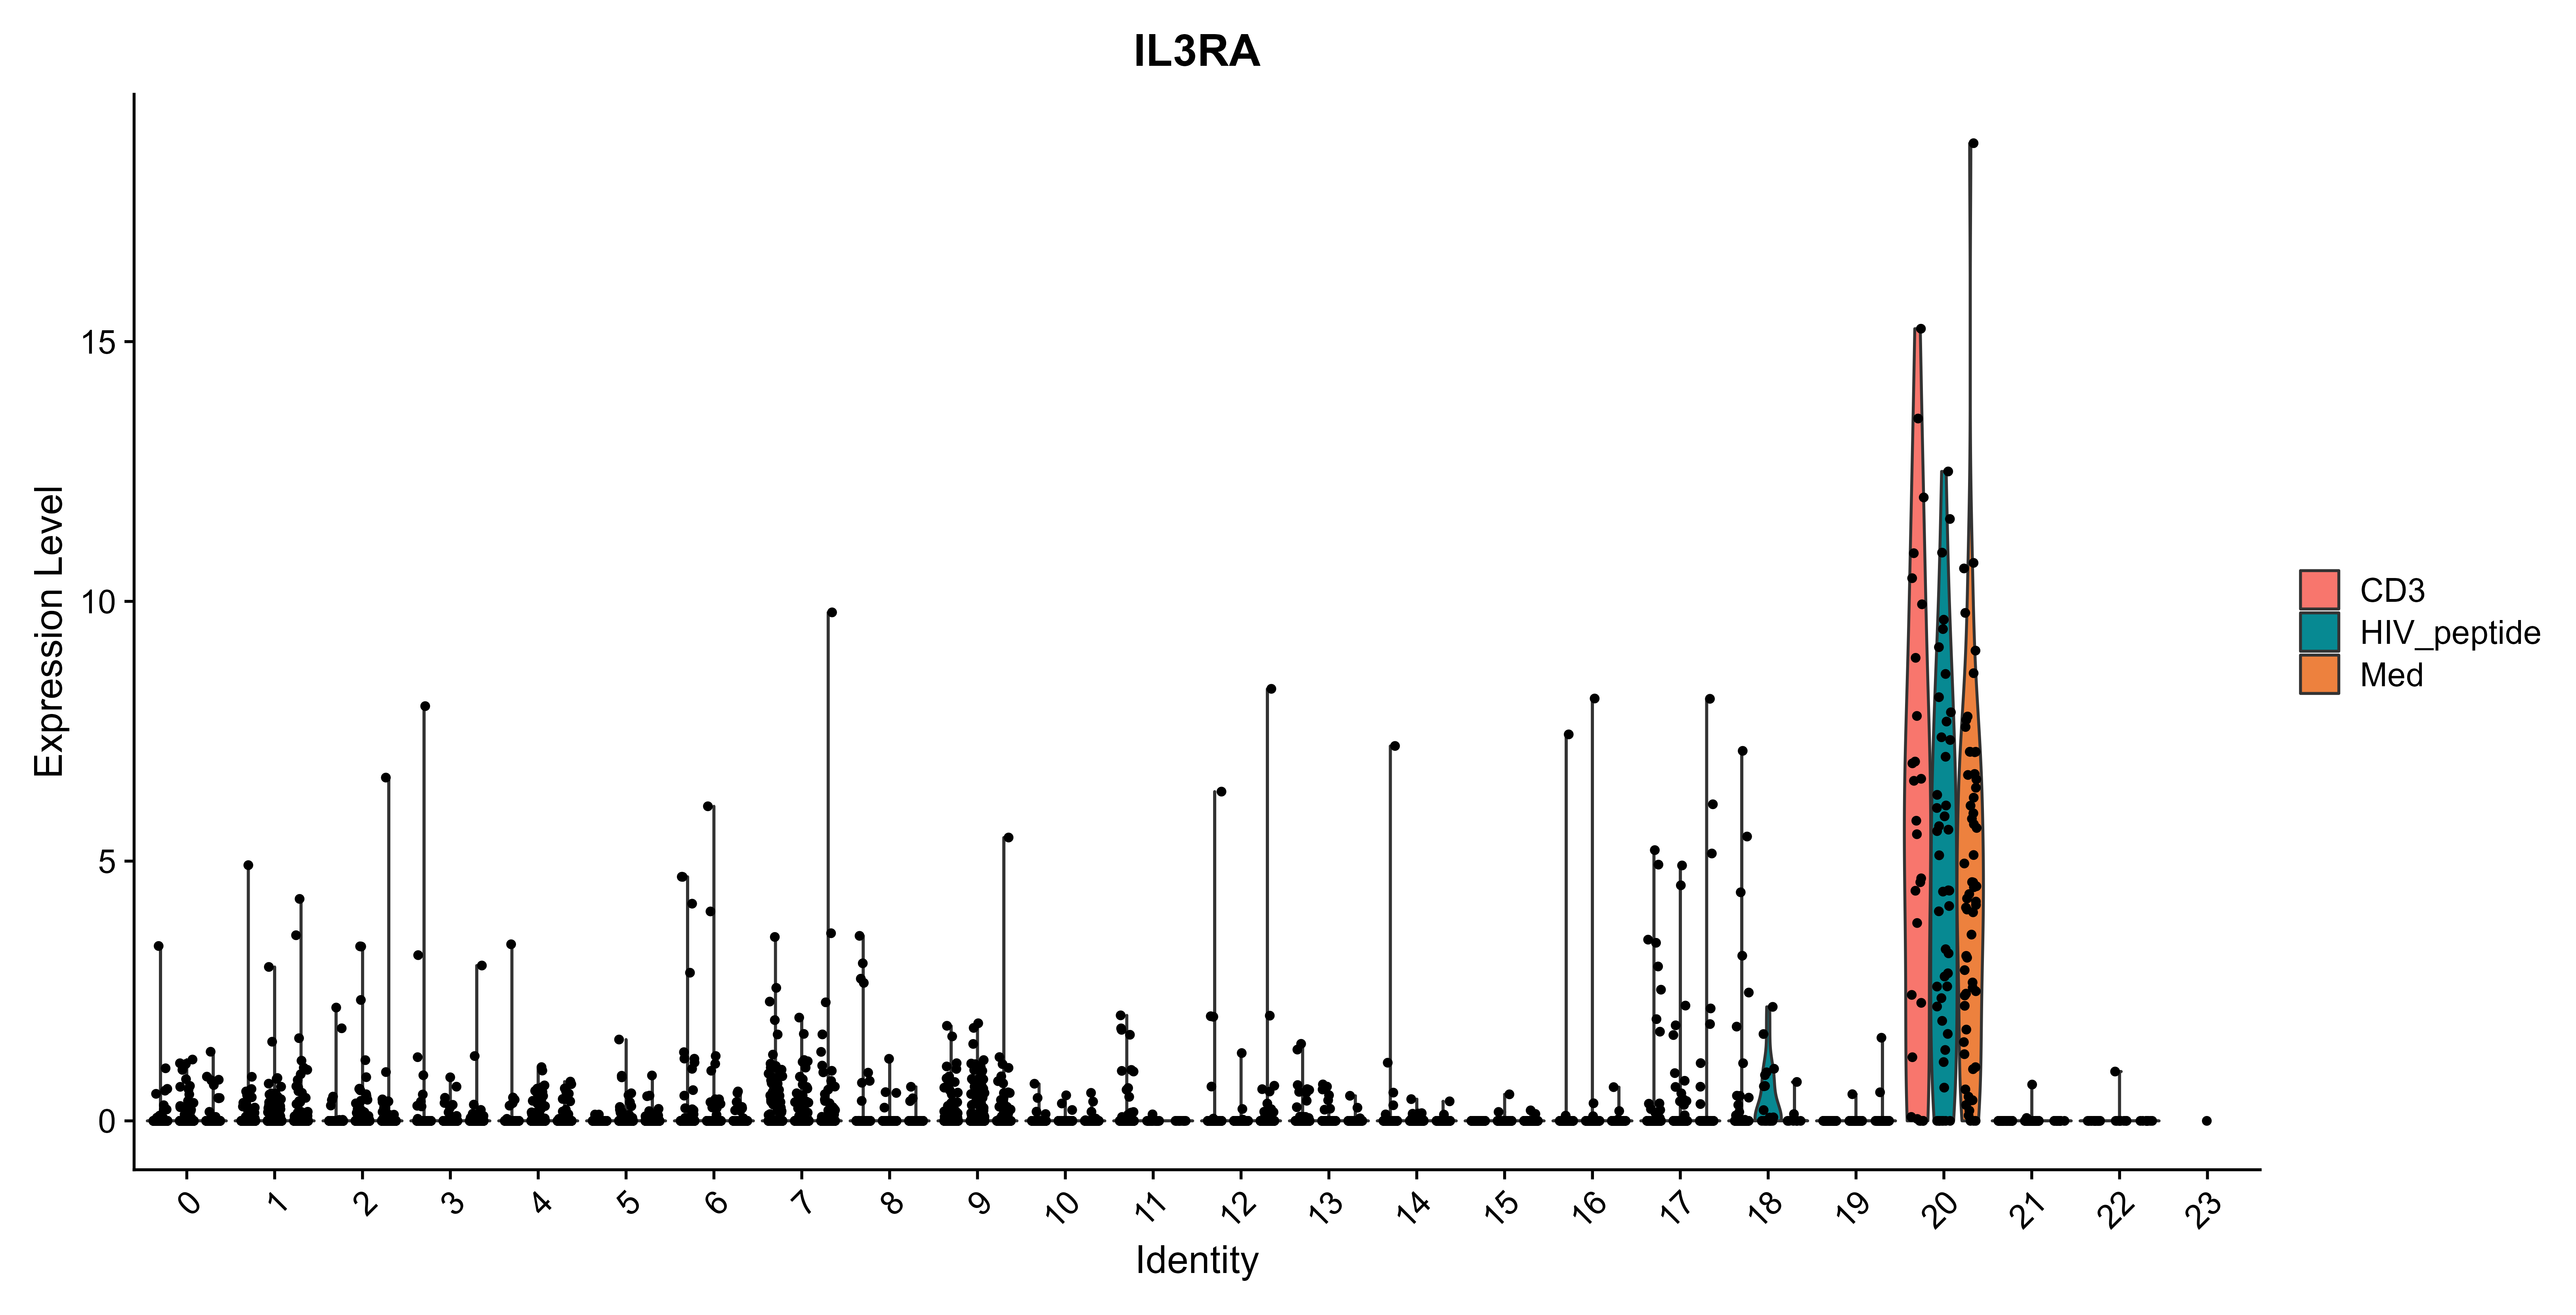 IL3RA
Expression Level
15
10
5
0
0 1 2 3 4 5 6 7 8 9 10 11 12 13 14 15 16 17 18 19 20 21 22 23
Identity
CD3
HIV_peptide
Med